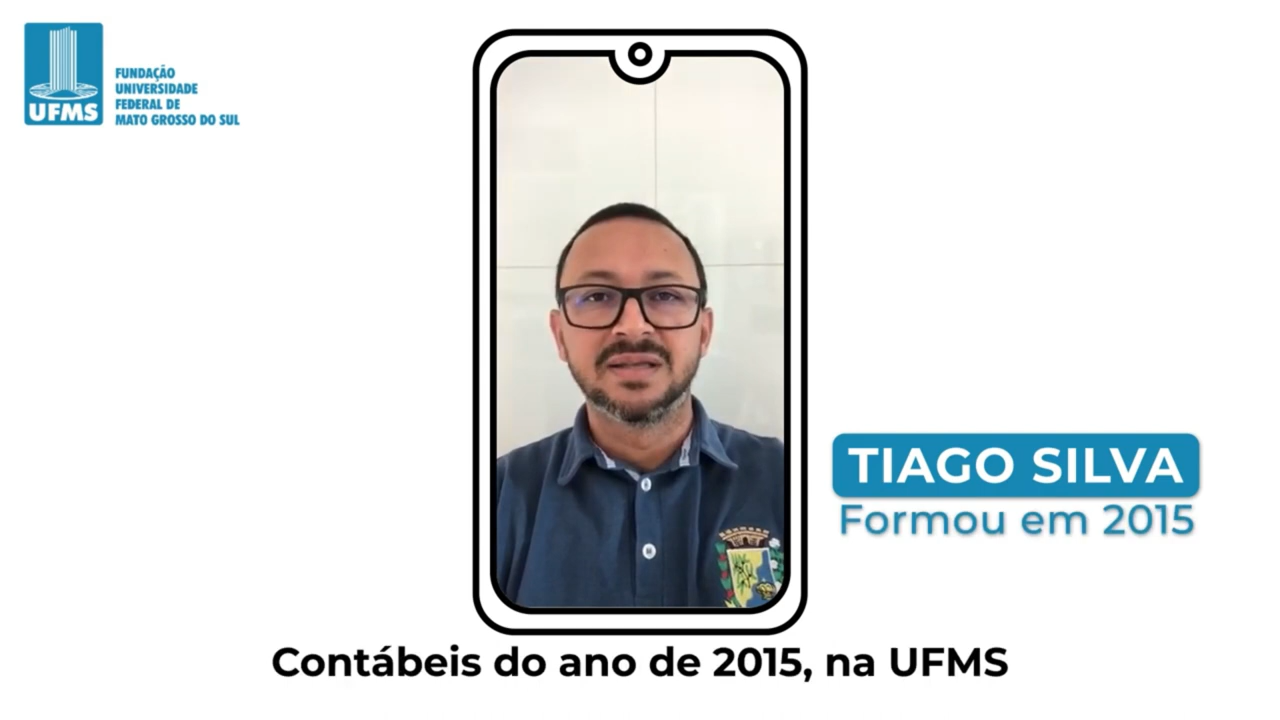 UFMS
FUNDAÇÃO
UNIVERSIDADE
FEDERAL DE
MATO GROSSO DO SUL
TIAGO SILVA
Formou em 2015
Contábeis do ano de 2015, na UFMS